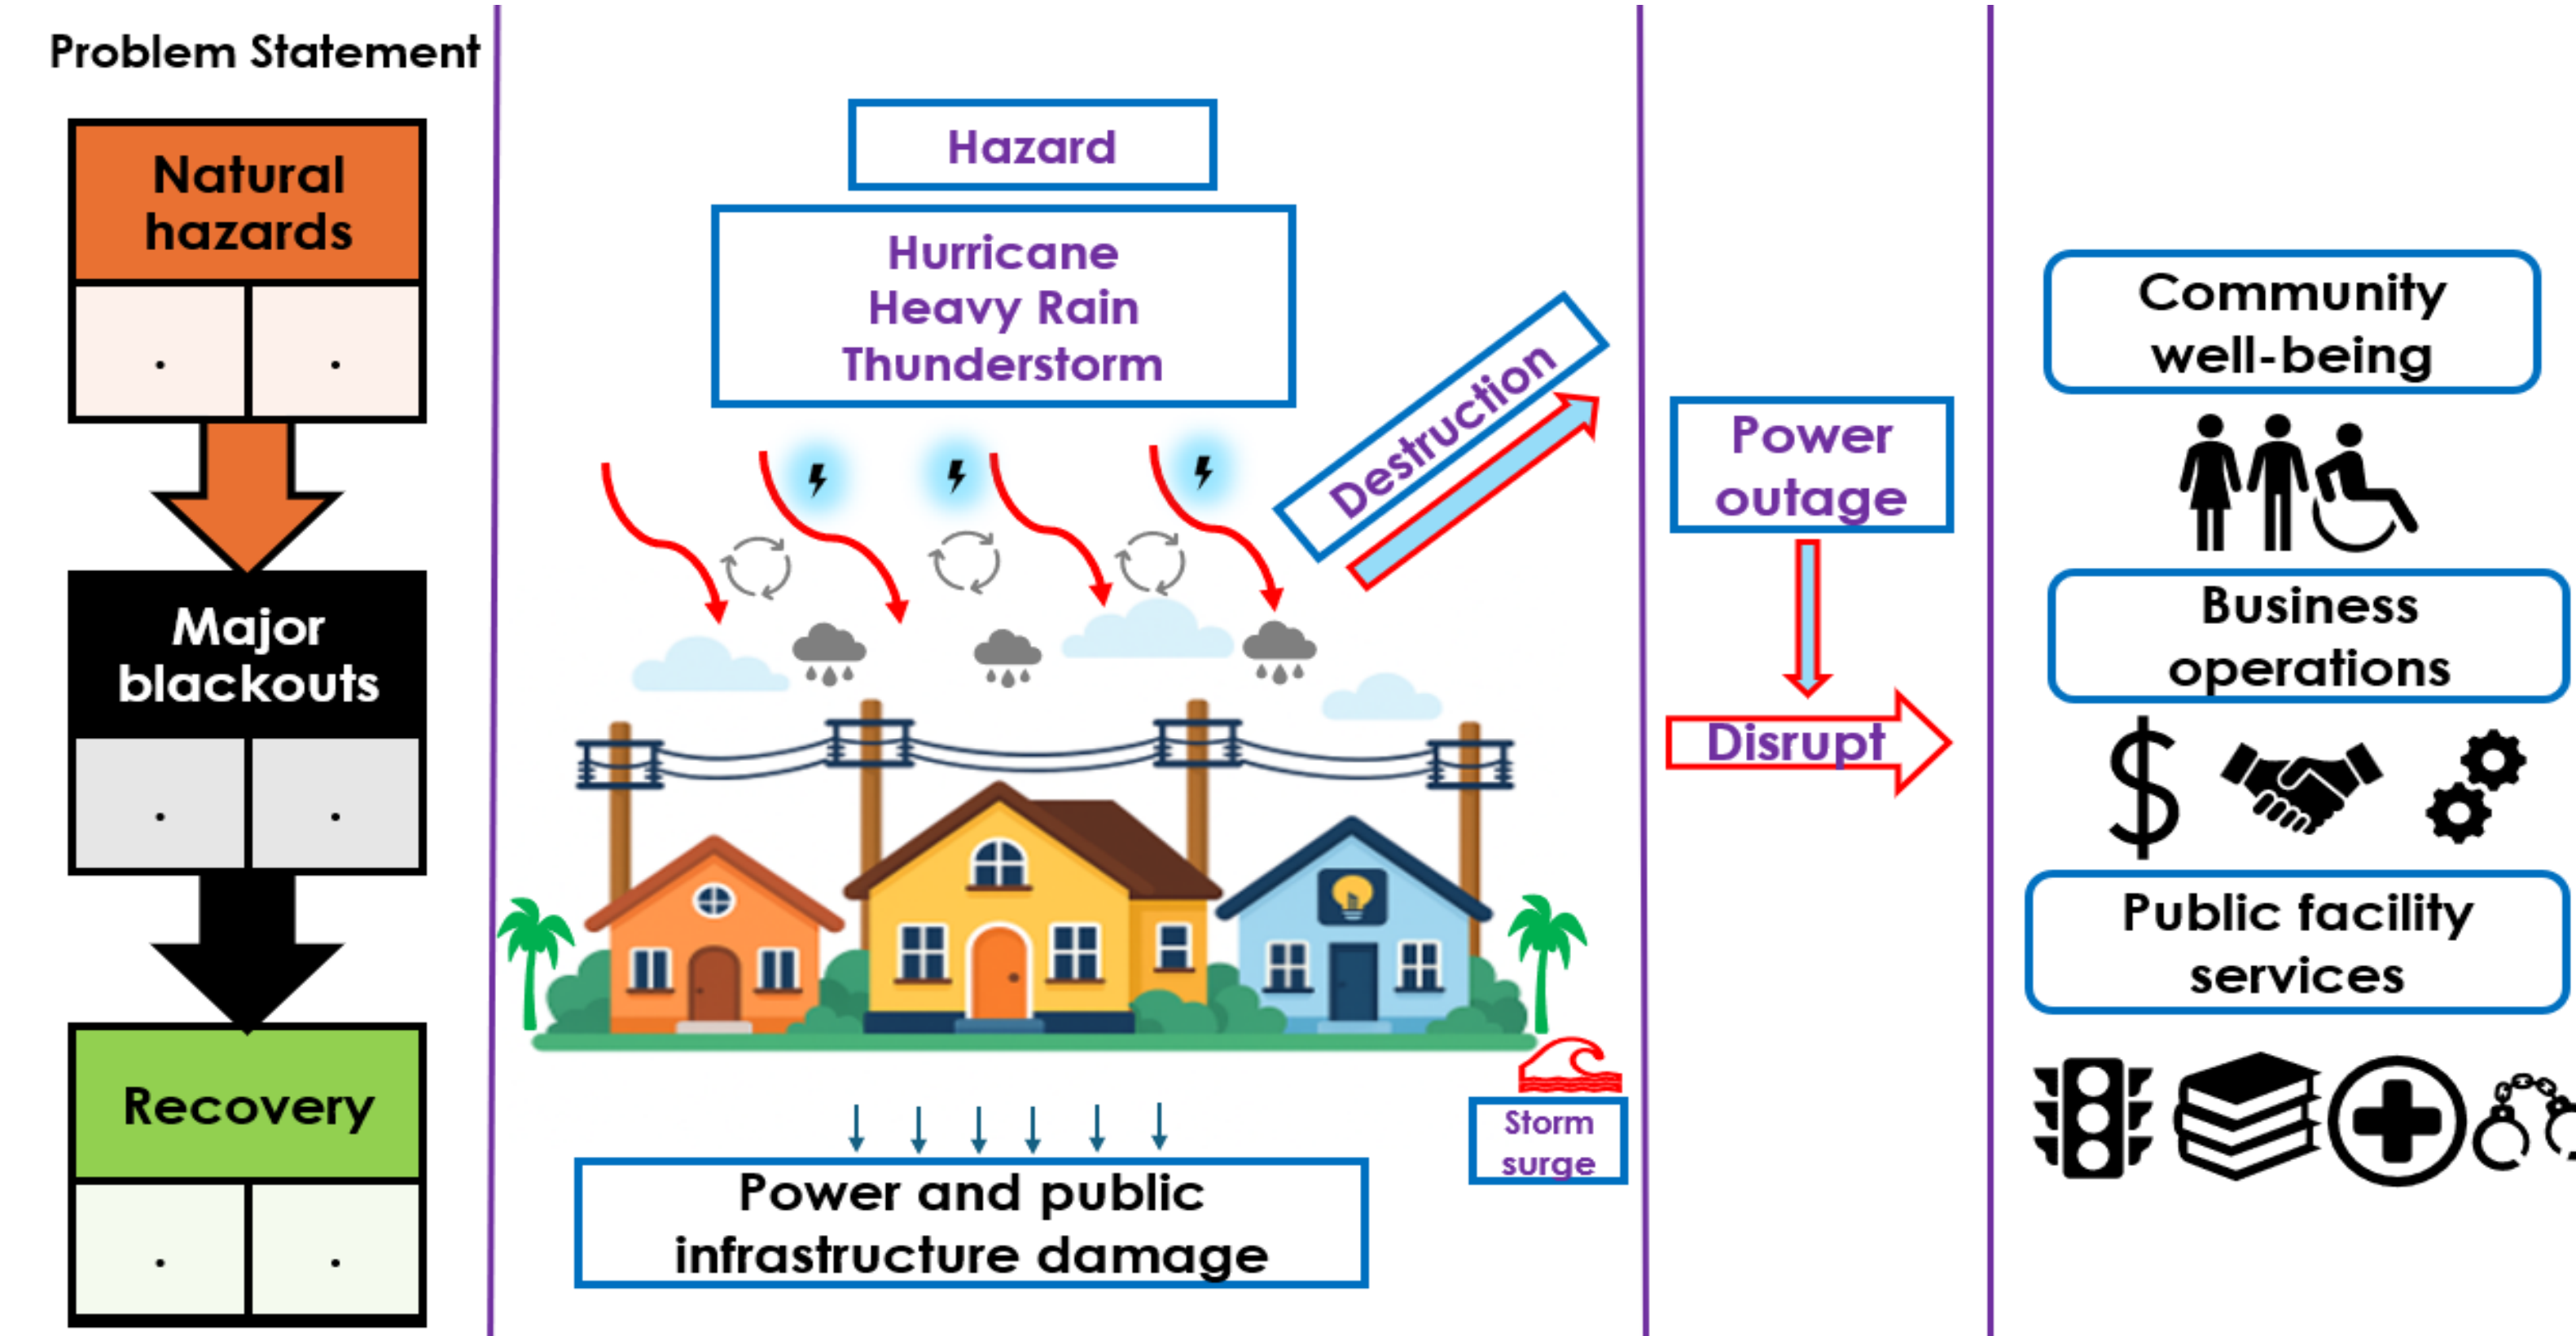 Problem Statement
Natural
hazards
.
.
Major
blackouts
.
.
Recovery
.
.
Hazard
Hurricane
Heavy Rain
Thunderstorm
Destruction
Storm
surge
Power and public
infrastructure damage
Power
outage
Disrupt
Community
well-being
Business
operations
$
Public facility
services